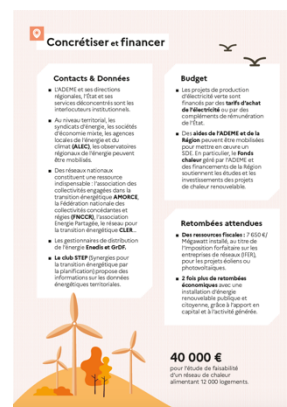 Concrétiser et financer
Contacts & Données
L'ADEME et ses directions
régionales, l'État et ses
services déconcentrés sont les
interlocuteurs institutionnels.
Au niveau territorial, les
syndicats d'énergie, les sociétés
d'économie mixte, les agences
locales de l'énergie et du
climat (ALEC), les observatoires
régionaux de l'énergie peuvent
être mobilisés.
Des réseaux nationaux
constituent une ressource
indispensable : l'association des
collectivités engagées dans la
transition énergétique AMORCE,
la Fédération nationale des
collectivités concédantes et
régies (FNCCR), l'association
Energie Partagée, le réseau pour
la transition énergétique CLER...
Les gestionnaires de distribution
de l'énergie Enedis et GrDF.
Le club STEP (Synergies pour
la transition énergétique par
la planification) propose des
informations sur les données
énergétiques territoriales.
Budget
Les projets de production
d'électricité verte sont
financés par des tarifs d'achat
de l'électricité ou par des
compléments de rémunération
de l'État.
Des aides de l'ADEME et de la
Région peuvent être mobilisées
pour mettre en œuvre un
SDE. En particulier, le Fonds
chaleur géré par l'ADEME et
des financements de la Région
soutiennent les études et les
investissements des projets
de chaleur renouvelable.
Retombées attendues
Des ressources fiscales : 7 650 €/
Mégawatt installé, au titre de
l'Imposition forfaitaire sur les
entreprises de réseau (IFER),
pour les projets éoliens ou
photovoltaïques.
2 fois plus de retombées
économiques avec une
installation d'énergie
renouvelable publique et
citoyenne, grâce à l'apport en
capital et à l'activité générée.
40 000 €
pour l'étude de faisabilité
d'un réseau de chaleur
alimentant 12 000 logements.